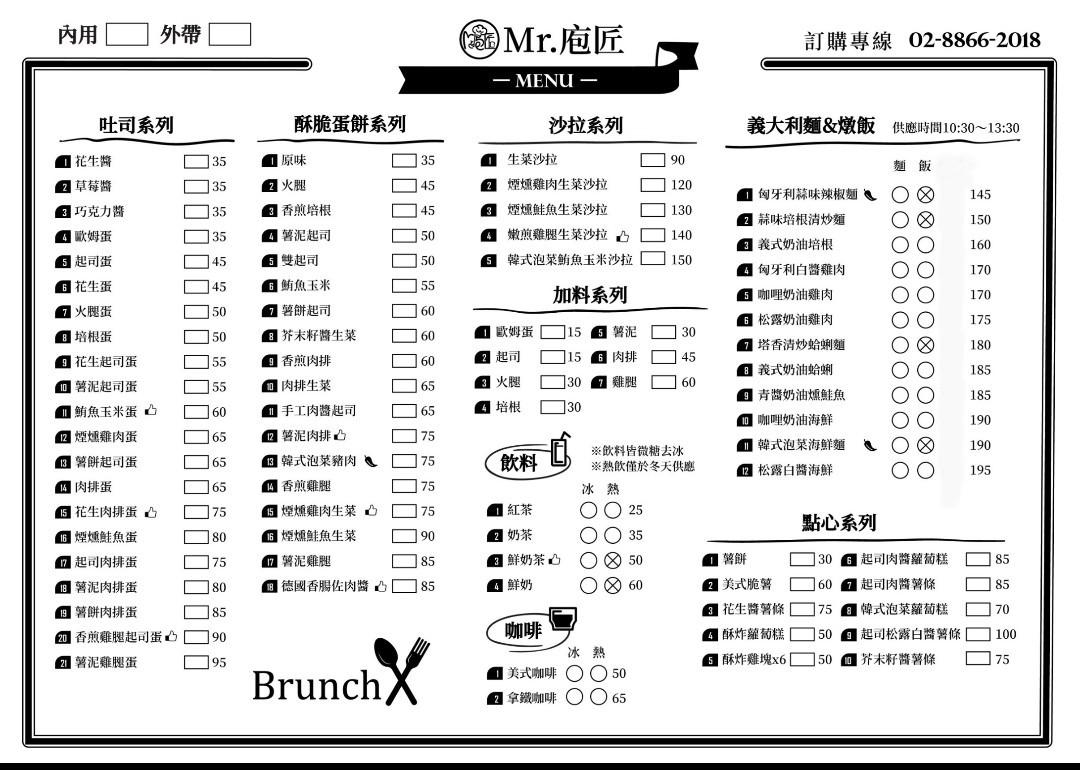 內用 外帶
Mr.庖匠
MENU
訂購專線 02-8866-2018
吐司系列
1 花生醬 35
2 草莓醬 35
3 巧克力醬 35
4 歐姆蛋 35
5 起司蛋 45
6 花生蛋 45
7 火腿蛋 50
8 培根蛋 50
9 花生起司蛋 55
10 薯泥起司蛋 55
11 鮪魚玉米蛋 60
12 煙燻雞肉蛋 65
13 薯餅起司蛋 65
14 肉排蛋 65
15 花生肉排蛋 75
16 煙燻鮭魚蛋 80
17 起司肉排蛋 75
18 薯泥肉排蛋 80
19 薯餅肉排蛋 85
20 香煎雞腿起司蛋 90
21 薯泥雞腿蛋 95
酥脆蛋餅系列
1 原味 35
2 火腿 45
3 香煎培根 45
4 薯泥起司 50
5 雙起司 50
6 鮪魚玉米 55
7 薯餅起司 60
8 芥末籽醬生菜 60
9 香煎肉排 60
10 肉排生菜 65
11 手工肉醬起司 65
12 薯泥肉排 75
13 韓式泡菜豬肉 75
14 香煎雞腿 75
15 煙燻雞肉生菜 75
16 煙燻鮭魚生菜 90
17 薯泥雞腿 85
18 德國香腸佐肉醬 85
Brunch
沙拉系列
1 生菜沙拉 90
2 煙燻雞肉生菜沙拉 120
3 煙燻鮭魚生菜沙拉 130
4 嫩煎雞腿生菜沙拉 140
5 韓式泡菜鮪魚玉米沙拉 150
加料系列
1 歐姆蛋 15 5 薯泥 30
2 起司 15 6 肉排 45
3 火腿 30 7 雞腿 60
4 培根 30
飲料
※飲料皆微糖去冰
※熱飲僅於冬天供應
冰 熱
1 紅茶 25
2 奶茶 35
3 鮮奶茶 50
4 鮮奶 60
咖啡
冰 熱
1 美式咖啡 50
2 拿鐵咖啡 65
義大利麵&燉飯 供應時間10:30~13:30
麵 飯
1 匈牙利蒜味辣椒麵 145
2 蒜味培根清炒麵 150
3 義式奶油培根 160
4 匈牙利白醬雞肉 170
5 咖哩奶油雞肉 170
6 松露奶油雞肉 175
7 塔香清炒蛤蜊麵 180
8 義式奶油蛤蜊 185
9 青醬奶油燻鮭魚 185
10 咖哩奶油海鮮 190
11 韓式泡菜海鮮麵 190
12 松露白醬海鮮 195
點心系列
1 薯餅 30 6 起司肉醬蘿蔔糕 85
2 美式脆薯 60 7 起司肉醬薯條 85
3 花生醬薯條 75 8 韓式泡菜蘿蔔糕 70
4 酥炸蘿蔔糕 50 9 起司松露白醬薯條 100
5 酥炸雞塊x6 50 10 芥末籽醬薯條 75